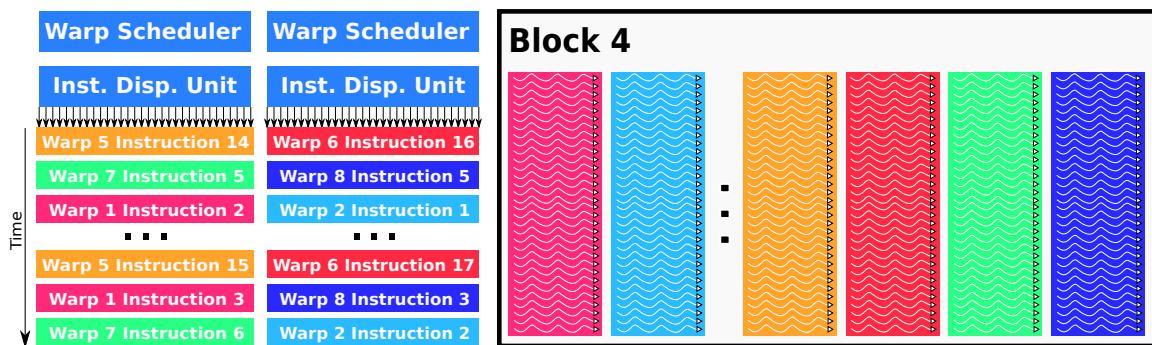 Warp Scheduler
Inst. Disp. Unit
Warp 5 Instruction 14
Warp 7 Instruction 5
Warp 1 Instruction 2
. . .
Warp 5 Instruction 15
Warp 1 Instruction 3
Warp 7 Instruction 6
Time
Warp Scheduler
Inst. Disp. Unit
Warp 6 Instruction 16
Warp 8 Instruction 5
Warp 2 Instruction 1
. . .
Warp 6 Instruction 17
Warp 8 Instruction 3
Warp 2 Instruction 2
Block 4